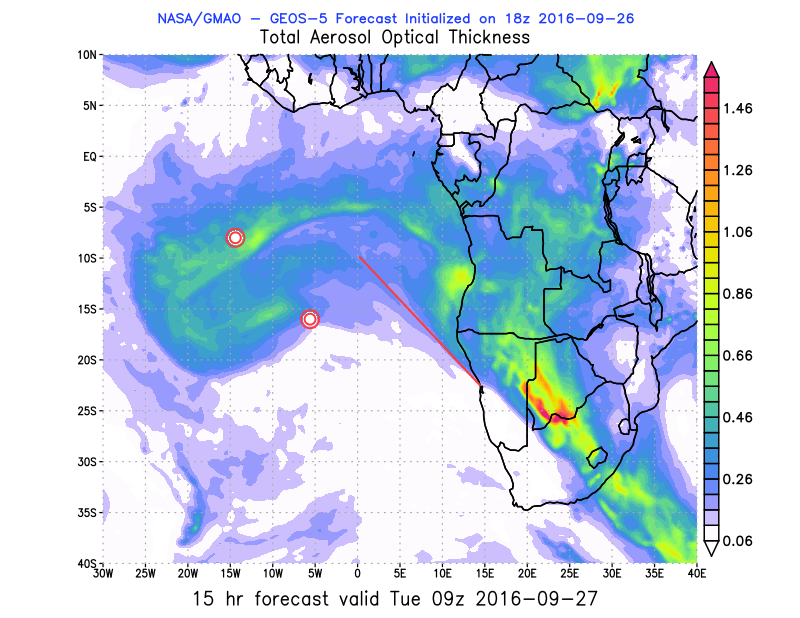 NASA/GMAO - GEOS-5 Forecast Initialized on 18z 2016-09-26
Total Aerosol Optical Thickness
10N
5N
EQ
5S
10S
15S
20S
25S
30S
35S
40S
30W 25W 20W 15W 10W 5W 0 5E 10E 15E 20E 25E 30E 35E 40E
1.46
1.26
1.06
0.86
0.66
0.46
0.26
0.06
15 hr forecast valid Tue 09z 2016-09-27